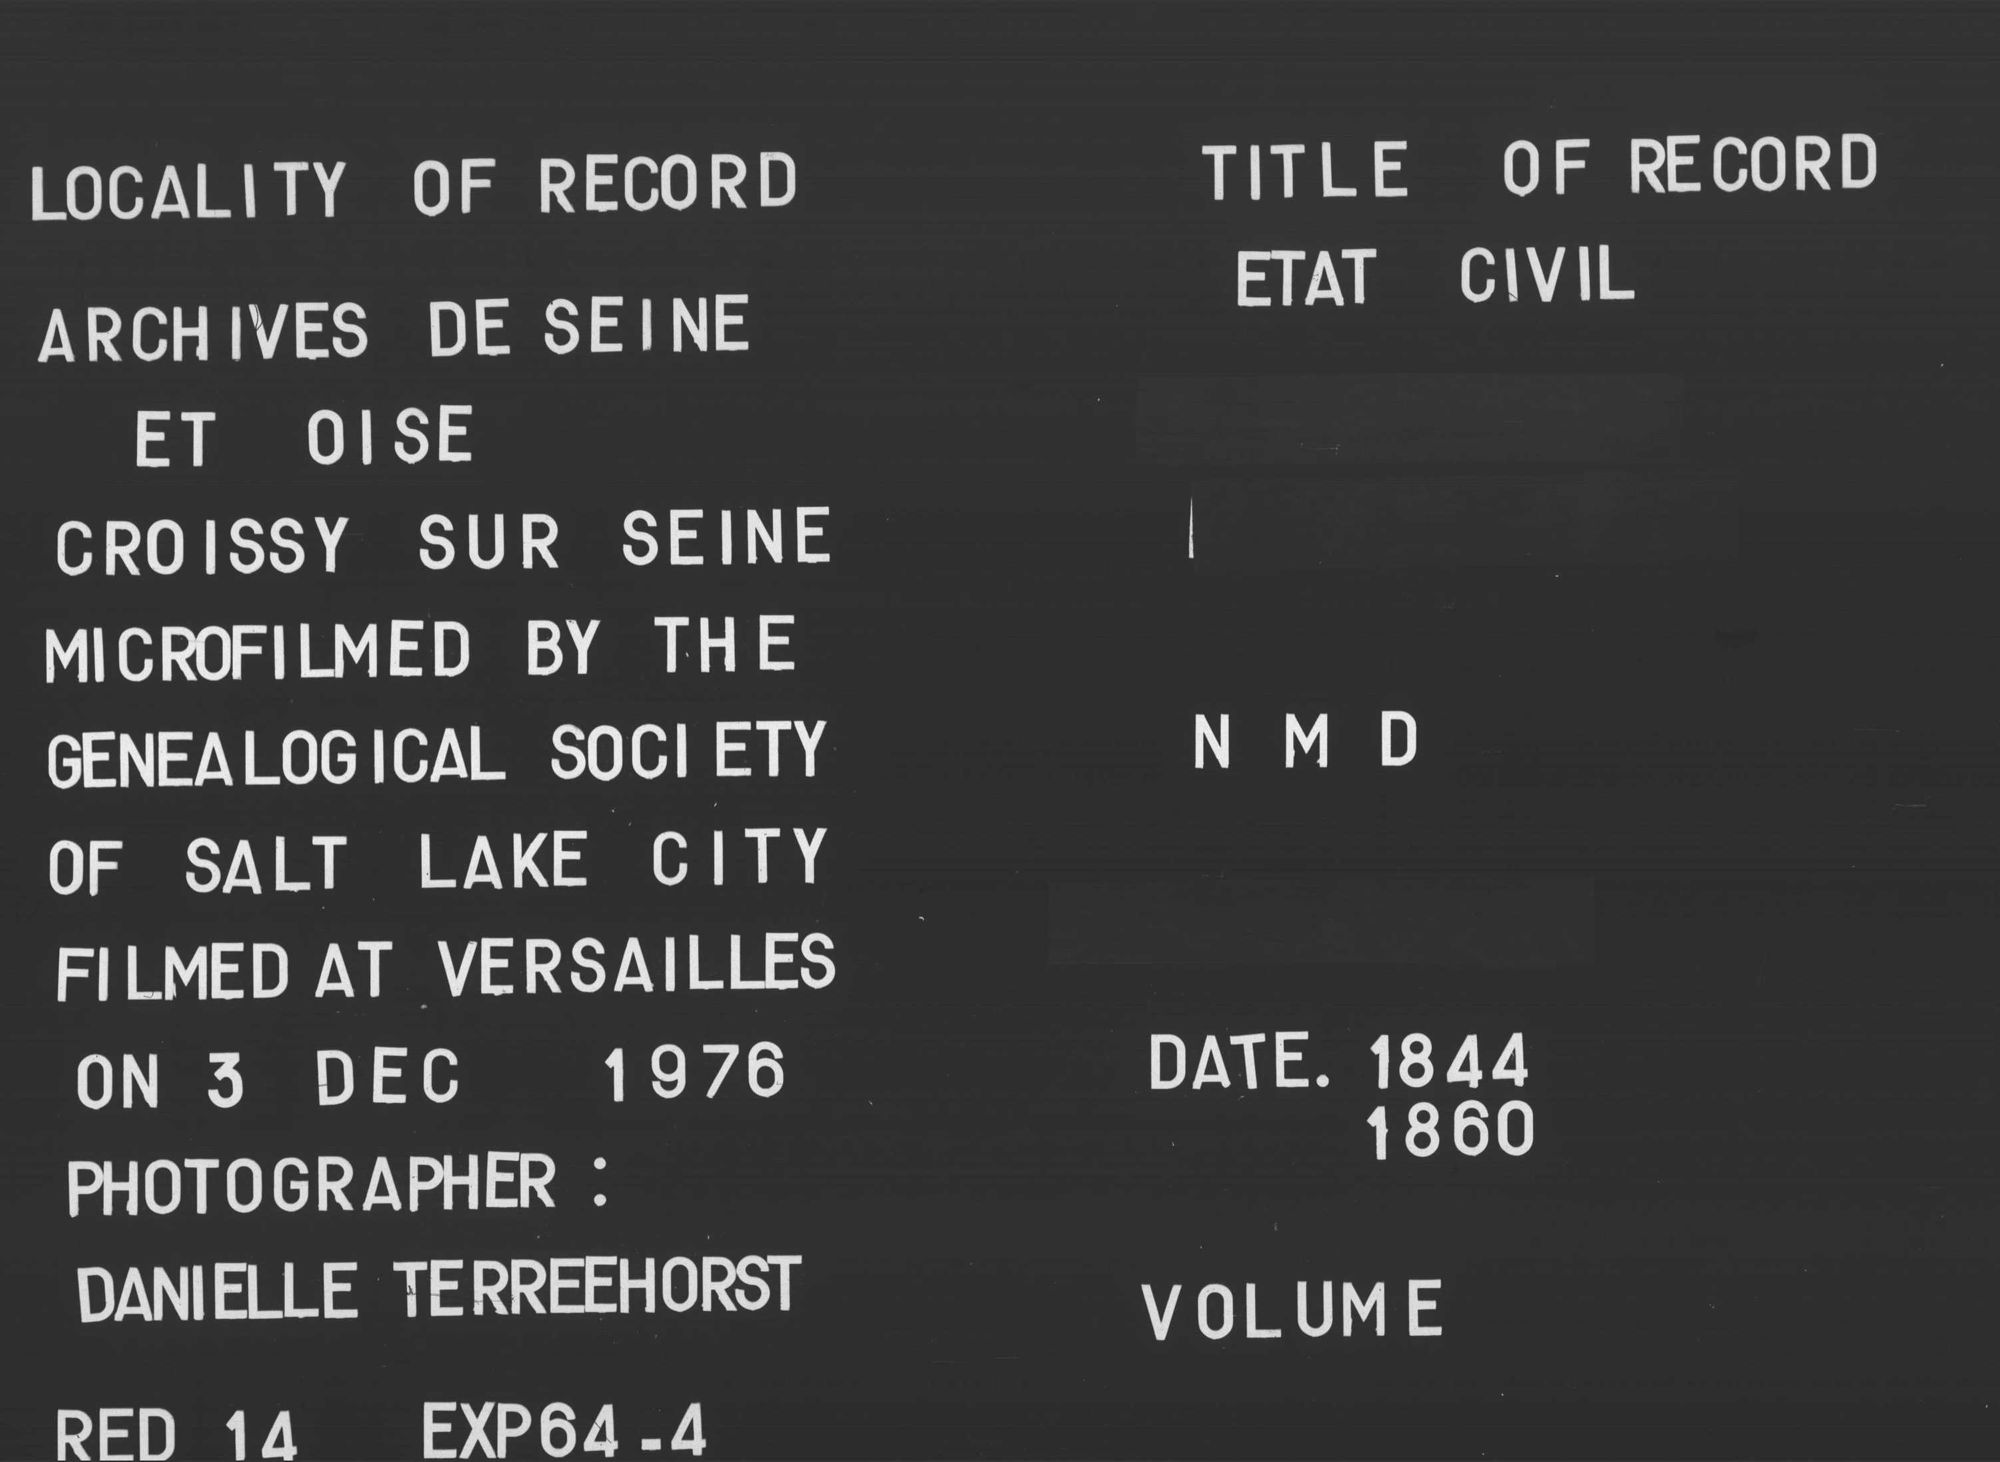 LOCALITY OF RECORD
ARCHIVES DE SEINE
ET OISE
CROISSY SUR SEINE
MICROFILMED BY THE
GENEALOGICAL SOCIETY
OF SALT LAKE CITY
FILMED AT VERSAILLES
ON 3 DEC 1976
PHOTOGRAPHER :
DANIELLE TERREEHORST
RED 14 EXP64-4
TITLE OF RECORD
ETAT CIVIL
N M D
DATE. 1844
1860
VOLUME